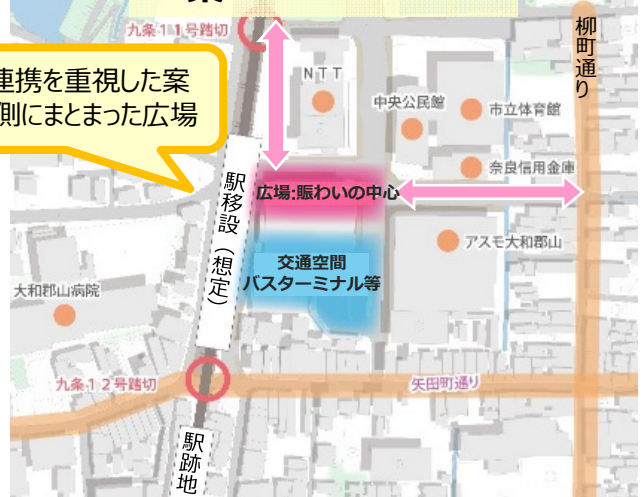 九条１１号踏切
連携を重視した案
側にまとまった広場
ＮＴＴ
中央公民館
市立体育館
奈良信用金庫
柳町通り
広場:賑わいの中心
駅移設（想定）
アスモ大和郡山
交通空間
バスターミナル等
大和郡山病院
九条１２号踏切
矢田町通り
駅跡地